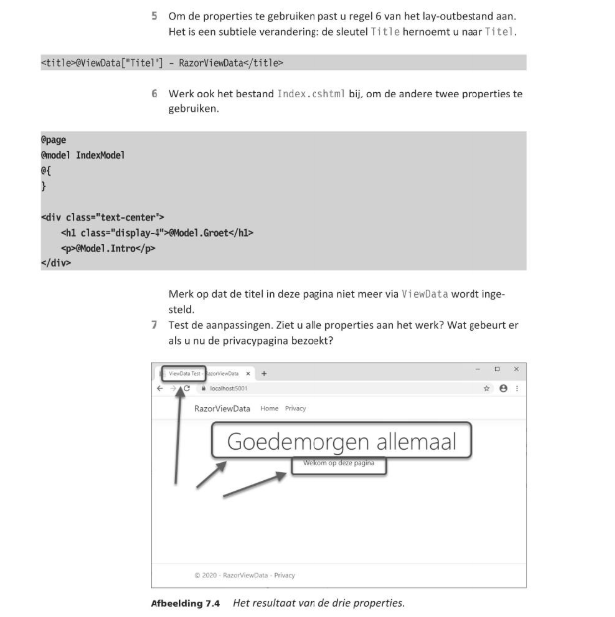 5 Om de properties te gebruiken past u regel 6 van het lay-outbestand aan.
Het is een subtiele verandering: de sleutel Title hernoemt u naar Titel.
<title>@ViewData["Titel"] – RazorViewData</title>
6 Werk ook het bestand Index.cshtml bij, om de andere twee properties te
gebruiken.
@page
@model IndexModel
@{
}
<div class="text-center">
<h1 class="display-4">@Model.Groet</h1>
<p>@Model.Intro</p>
</div>
Merk op dat de titel in deze pagina niet meer via ViewData wordt inge-
steld.
7 Test de aanpassingen. Ziet u alle properties aan het werk? Wat gebeurt er
als u nu de privacypagina bezoekt?
ViewData Test RazorViewData
localhost:5001
RazorViewData Home Privacy
Goedemorgen allemaal
Welkom op deze pagina
© 2020 - RazorViewData - Privacy
Afbeelding 7.4 Het resultaat van de drie properties.